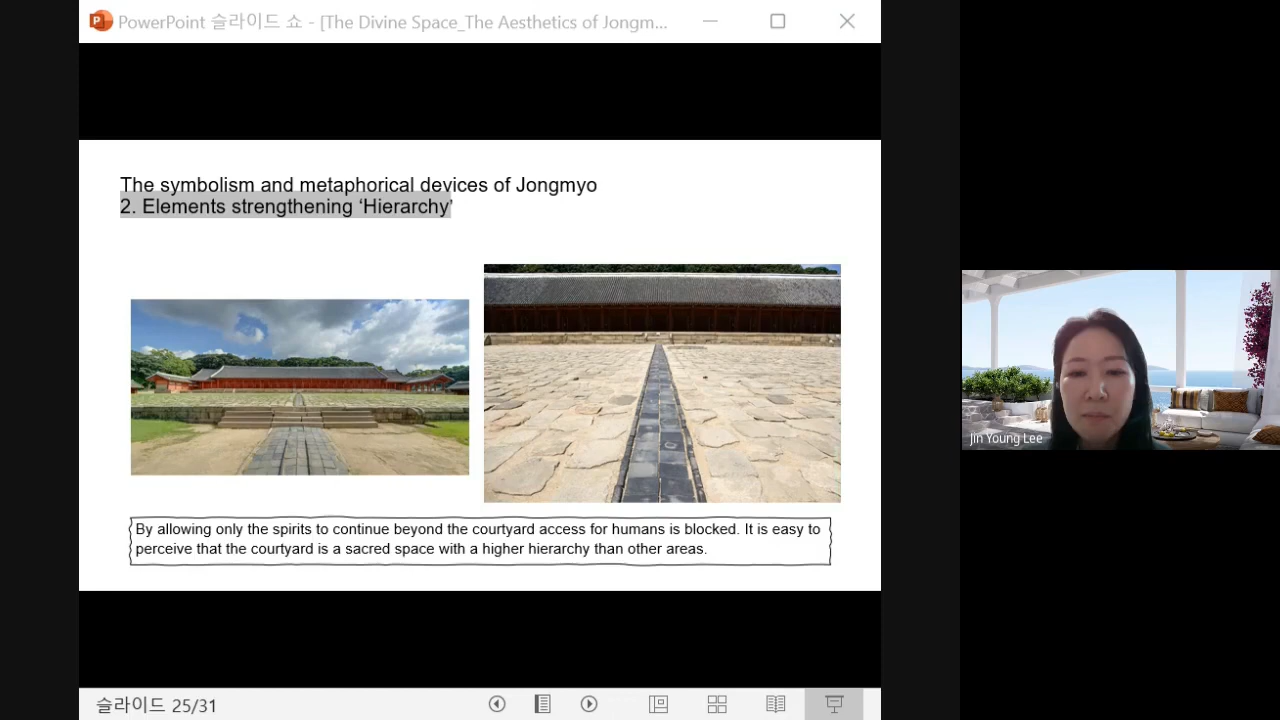 PowerPoint 슬라이드 쇼 - [The Divine Space_The Aesthetics of Jongm...
The symbolism and metaphorical devices of Jongmyo
2. Elements strengthening ‘Hierarchy’
By allowing only the spirits to continue beyond the courtyard access for humans is blocked. It is easy to
perceive that the courtyard is a sacred space with a higher hierarchy than other areas.
Jin Young Lee
슬라이드 25/31